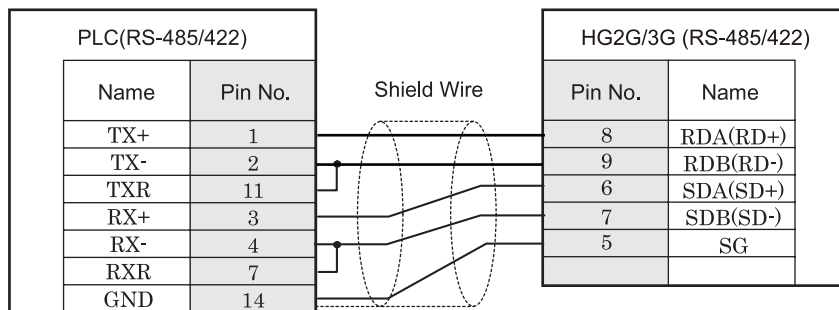 PLC(RS-485/422)
Name Pin No.
TX+ 1
TX- 2
TXR 11
RX+ 3
RX- 4
RXR 7
GND 14
Shield Wire
HG2G/3G (RS-485/422)
Pin No. Name
8 RDA(RD+)
9 RDB(RD-)
6 SDA(SD+)
7 SDB(SD-)
5 SG